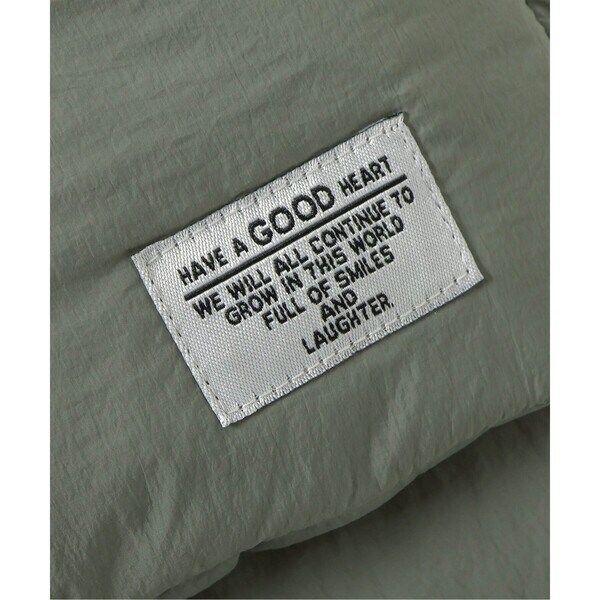 HAVE A GOOD HEART
WE WILL ALL CONTINUE TO
GROW IN THIS WORLD
FULL OF SMILES
AND
LAUGHTER.